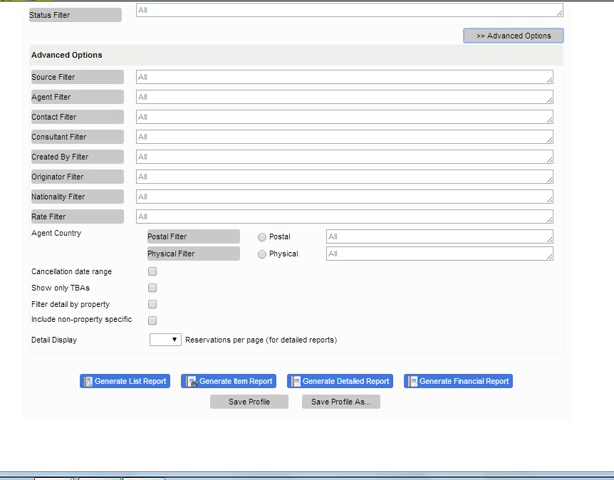 Status Filter All
>> Advanced Options
Advanced Options
Source Filter All
Agent Filter All
Contact Filter All
Consultant Filter All
Created By Filter All
Originator Filter All
Nationality Filter All
Rate Filter All
Agent Country Postal Filter Postal All
Physical Filter Physical All
Cancellation date range
Show only TBAs
Filter detail by property
Include non-property specific
Detail Display Reservations per page (for detailed reports)
Generate List Report Generate Item Report Generate Detailed Report Generate Financial Report
Save Profile Save Profile As...